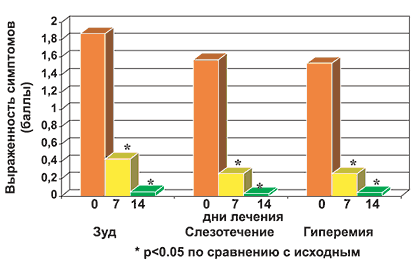 Выраженность симптомов
(баллы)
2
1,8
1,6
1,4
1,2
1
0,8
0,6
0,4
0,2
0
* * * * * *
0 7 14 0 7 14 0 7 14
дни лечения
Зуд Слезотечение Гиперемия
* p<0.05 по сравнению с исходным